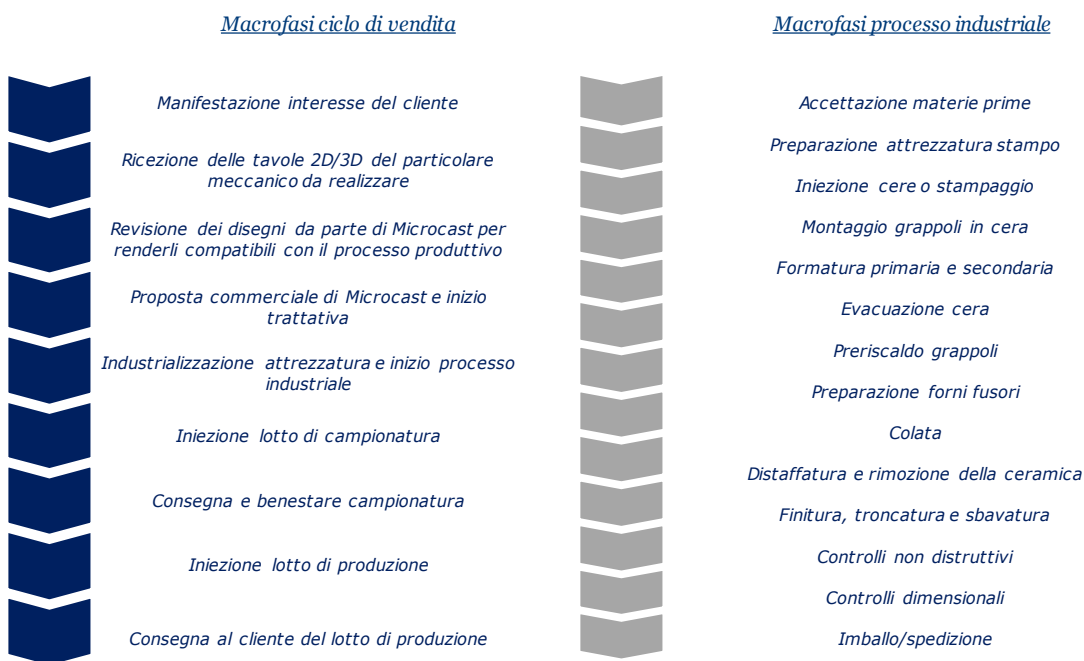 Macrofasi ciclo di vendita
Manifestazione interesse del cliente
Ricezione delle tavole 2D/3D del particolare
meccanico da realizzare
Revisione dei disegni da parte di Microcast per
renderli compatibili con il processo produttivo
Proposta commerciale di Microcast e inizio
trattativa
Industrializzazione attrezzatura e inizio processo
industriale
Iniezione lotto di campionatura
Consegna e benestare campionatura
Iniezione lotto di produzione
Consegna al cliente del lotto di produzione
Macrofasi processo industriale
Accettazione materie prime
Preparazione attrezzatura stampo
Iniezione cere o stampaggio
Montaggio grappoli in cera
Formatura primaria e secondaria
Evacuazione cera
Preriscaldo grappoli
Preparazione forni fusori
Colata
Distaffatura e rimozione della ceramica
Finitura, troncatura e sbavatura
Controlli non distruttivi
Controlli dimensionali
Imballo/spedizione